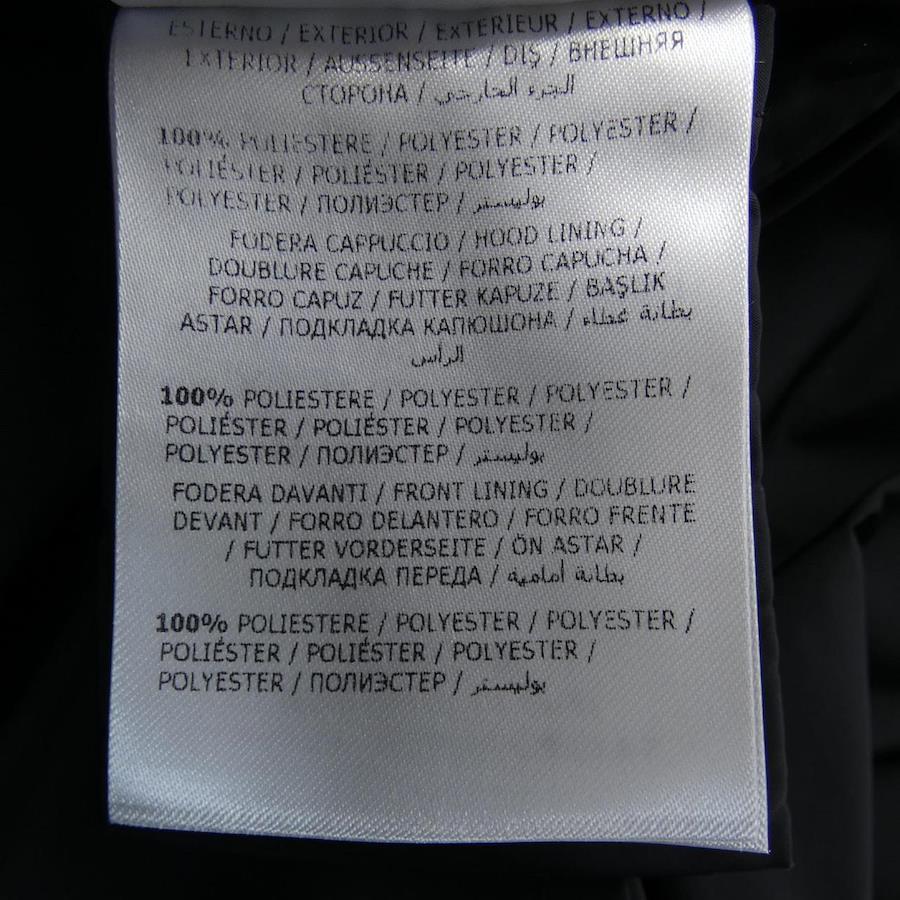 ESTERNO / EXTERIOR / EXTERIEUR / EXTERNO /
EXTERIOR / AUSSENSEITE / DIŞ / ВНЕШНЯЯ
СТОРОНА / الجزء الخارجي
100% POLIESTERE / POLYESTER / POLYESTER /
POLIÉSTER / POLIÉSTER / POLYESTER /
POLYESTER / ПОЛИЭСТЕР / بوليستر
FODERA CAPPUCCIO / HOOD LINING /
DOUBLURE CAPUCHE / FORRO CAPUCHA /
FORRO CAPUZ / FUTTER KAPUZE / BAŞLIK
ASTAR / ПОДКЛАДКА КАПЮШОНА / بطانة غطاء
الرأس
100% POLIESTERE / POLYESTER / POLYESTER /
POLIÉSTER / POLIÉSTER / POLYESTER /
POLYESTER / ПОЛИЭСТЕР / بوليستر
FODERA DAVANTI / FRONT LINING / DOUBLURE
DEVANT / FORRO DELANTERO / FORRO FRENTE
/ FUTTER VORDERSEITE / ÖN ASTAR /
ПОДКЛАДКА ПЕРЕДА / بطانة أمامية
100% POLIESTERE / POLYESTER / POLYESTER /
POLIÉSTER / POLIÉSTER / POLYESTER /
POLYESTER / ПОЛИЭСТЕР / بوليستر